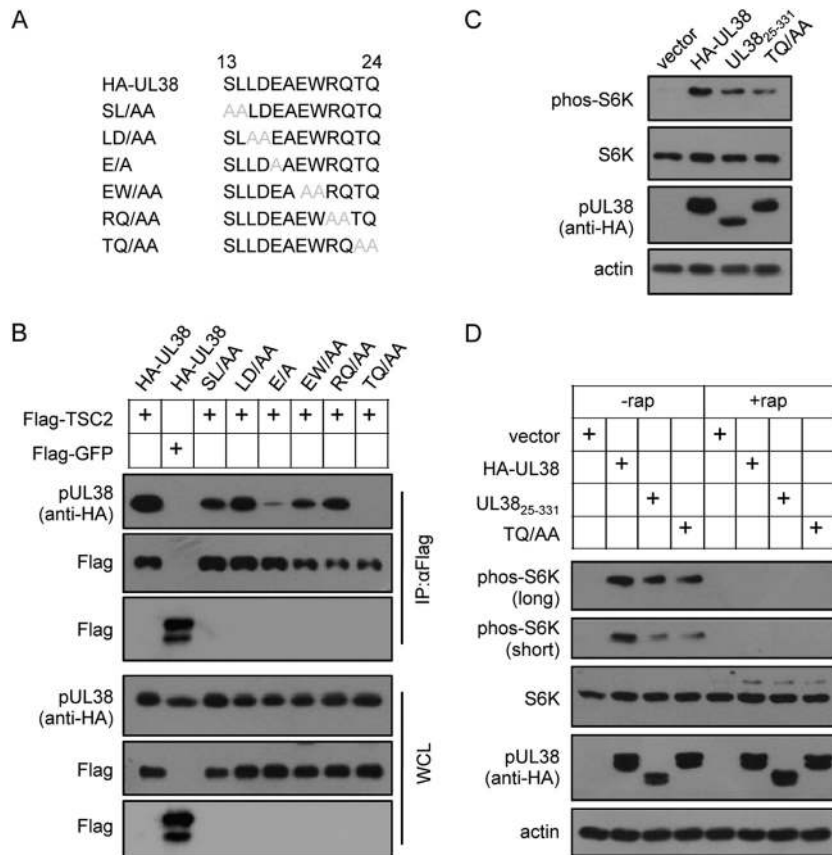 A
13 24
HA-UL38 SLLDEAEWRQTQ
SL/AA AALDEAEWRQTQ
LD/AA SLAAEAEWRQTQ
E/A SLLDAAEWRQTQ
EW/AA SLLDEA AARQTQ
RQ/AA SLLDEAEWAATQ
TQ/AA SLLDEAEWRQAA
B
HA-UL38 HA-UL38 SL/AA LD/AA E/A EW/AA RQ/AA TQ/AA
Flag-TSC2 + + + + + + +
Flag-GFP +
pUL38
(anti-HA)
Flag
Flag
IP:αFlag
pUL38
(anti-HA)
Flag
Flag
WCL
C
vector HA-UL38 UL3825-331 TQ/AA
phos-S6K
S6K
pUL38
(anti-HA)
actin
D
-rap +rap
vector + +
HA-UL38 + +
UL3825-331 + +
TQ/AA + +
phos-S6K
(long)
phos-S6K
(short)
S6K
pUL38
(anti-HA)
actin